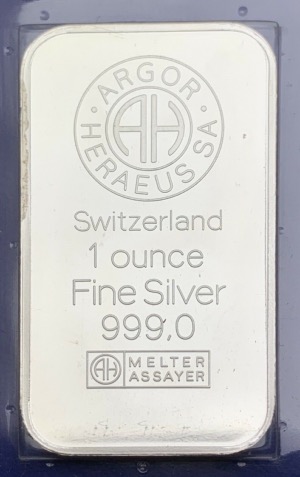 ARGOR
HERAEUS SA
AH
Switzerland
1 ounce
Fine Silver
999,0
AH MELTER
ASSAYER